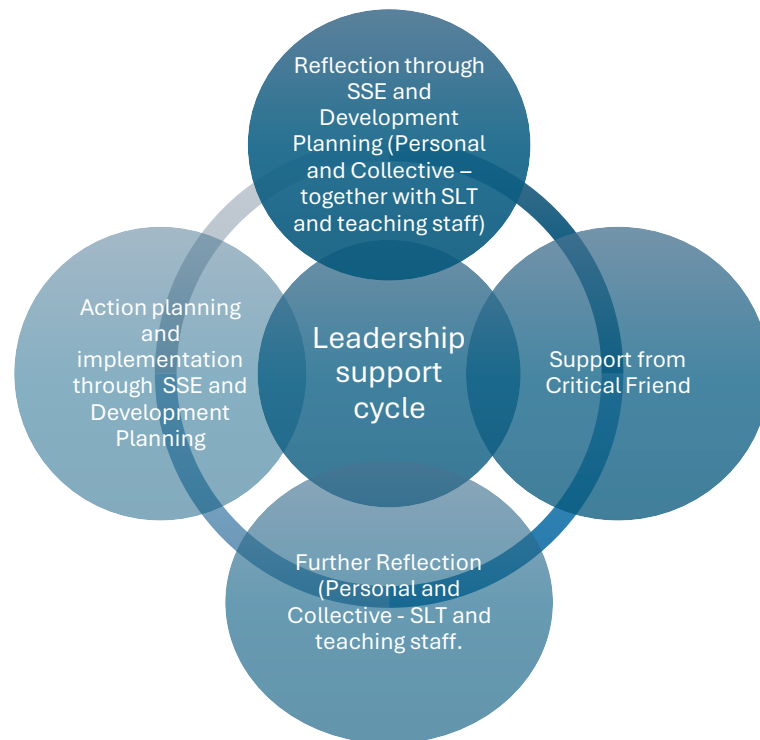 Reflection through
SSE and
Development
Planning (Personal
and Collective –
together with SLT
and teaching staff)
Action planning
and
implementation
through SSE and
Development
Planning
Leadership
support
cycle
Support from
Critical Friend
Further Reflection
(Personal and
Collective - SLT and
teaching staff.